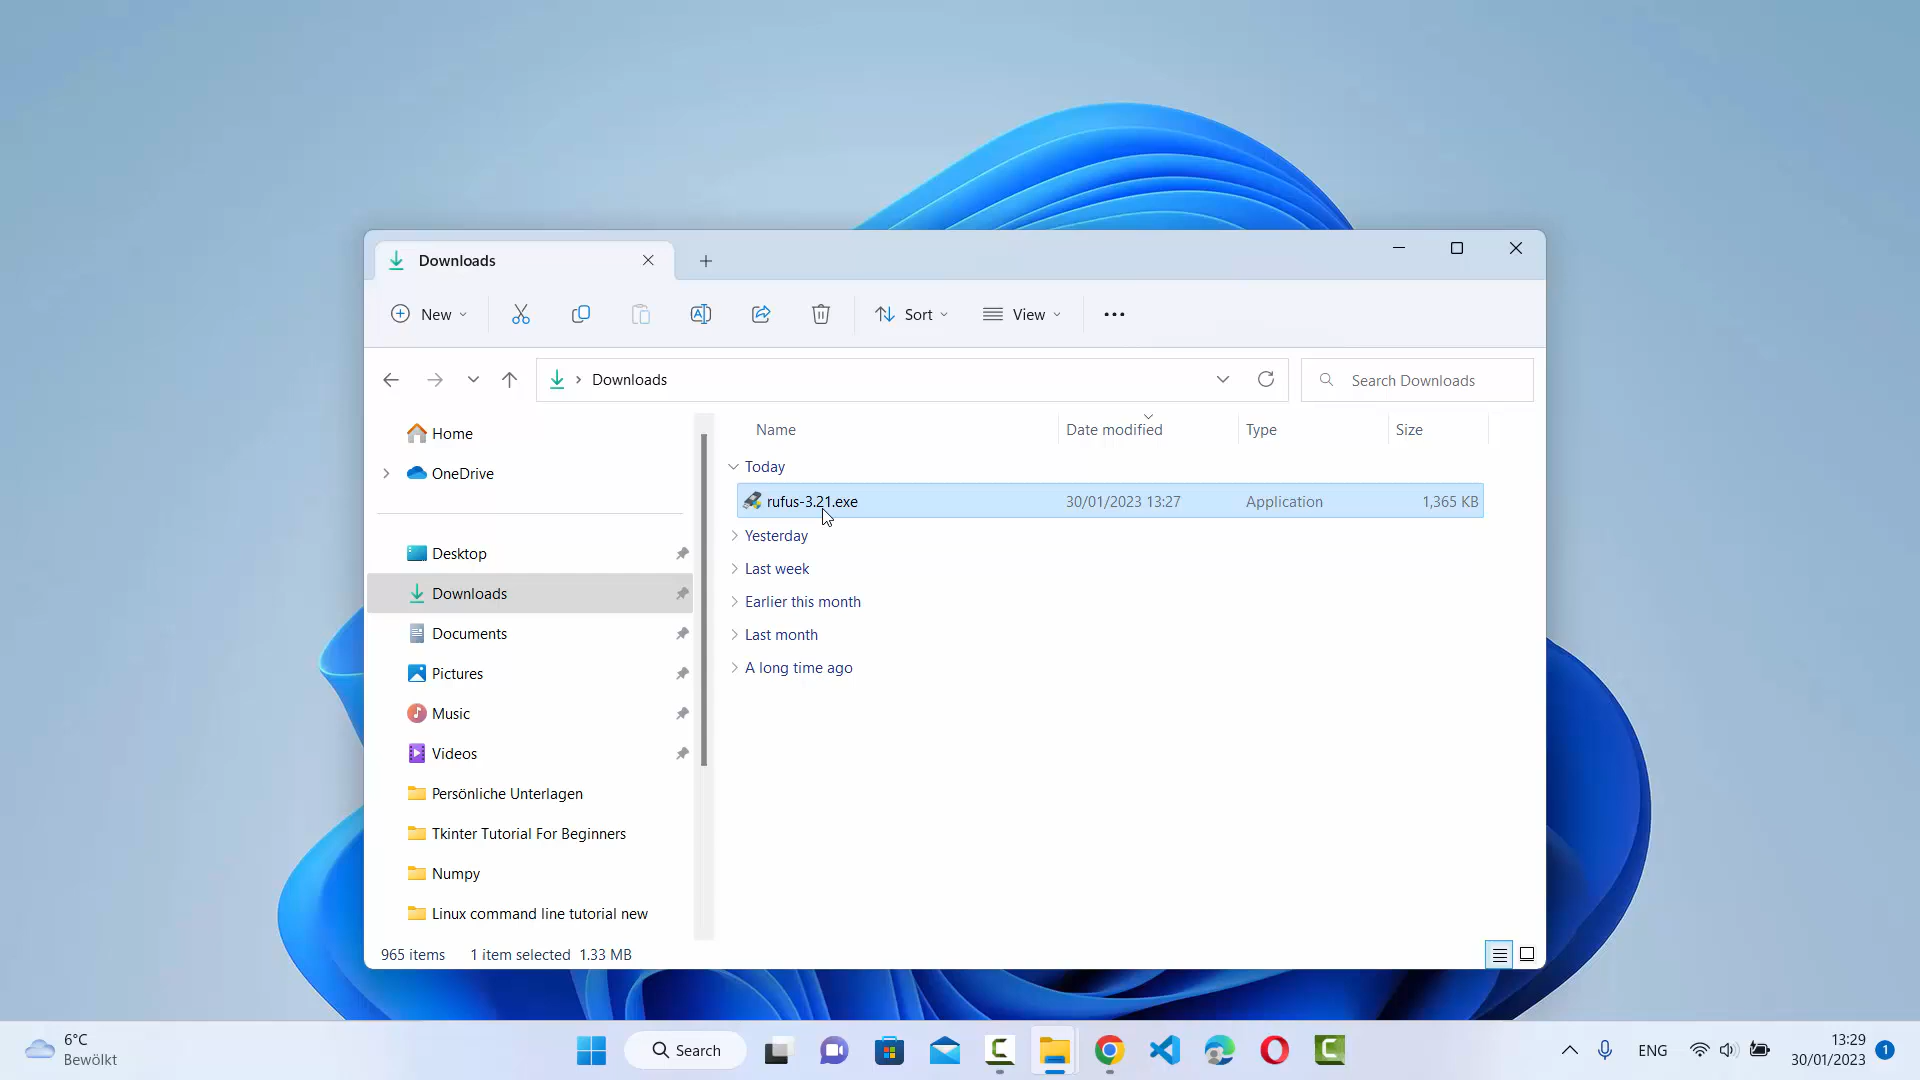 Downloads
New
Sort
View
Downloads
Search Downloads
Home
OneDrive
Desktop
Downloads
Documents
Pictures
Music
Videos
Persönliche Unterlagen
Tkinter Tutorial For Beginners
Numpy
Linux command line tutorial new
Name Date modified Type Size
Today
rufus-3.21.exe 30/01/2023 13:27 Application 1,365 KB
Yesterday
Last week
Earlier this month
Last month
A long time ago
965 items 1 item selected 1.33 MB
6°C
Bewölkt
Search
ENG
13:29
30/01/2023
1